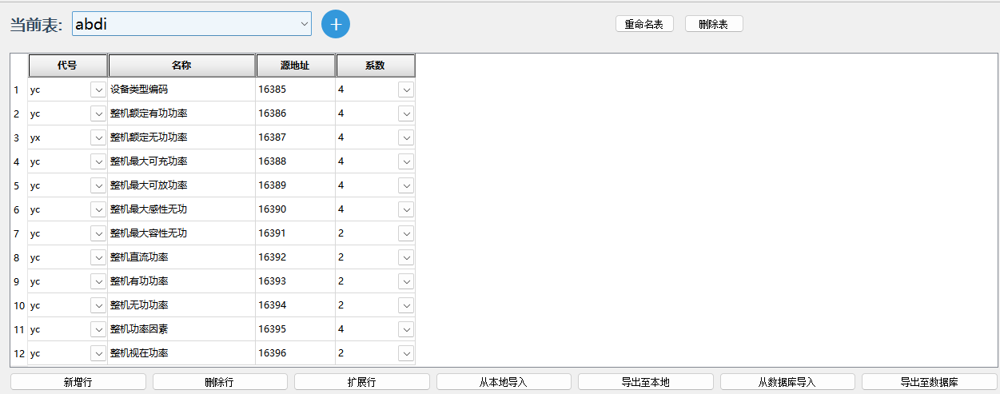 当前表: abdi + 重命名表 删除表
代号 名称 源地址 系数
1 yc 设备类型编码 16385 4
2 yc 整机额定有功功率 16386 4
3 yx 整机额定无功功率 16387 4
4 yc 整机最大可充功率 16388 4
5 yc 整机最大可放功率 16389 4
6 yc 整机最大感性无功 16390 4
7 yc 整机最大容性无功 16391 2
8 yc 整机直流功率 16392 2
9 yc 整机有功功率 16393 2
10 yc 整机无功功率 16394 2
11 yc 整机功率因素 16395 4
12 yc 整机视在功率 16396 2
新增行 删除行 扩展行 从本地导入 导出至本地 从数据库导入 导出至数据库